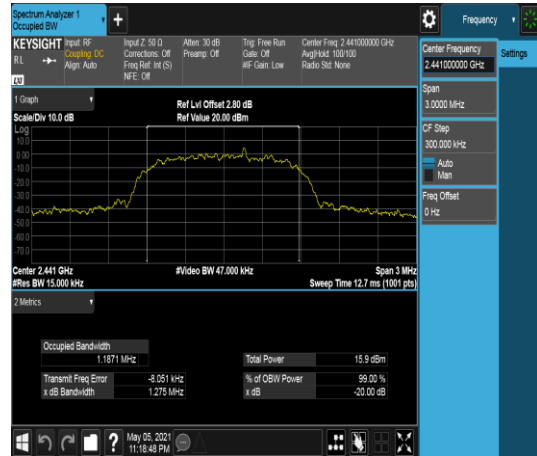 Spectrum Analyzer 1
Occupied BW
+
Frequency
KEYSIGHT
RL
LXI
Input: RF
Coupling: DC
Align: Auto
Input Z: 50 Ω
Corrections: Off
Freq Ref: Int (S)
NFE: Off
Atten: 30 dB
Preamp: Off
Trig: Free Run
Gate: Off
#IF Gain: Low
Center Freq: 2.441000000 GHz
Avg|Hold: 100/100
Radio Std: None
Center Frequency
2.441000000 GHz
Settings
Span
3.0000 MHz
CF Step
300.000 kHz
Auto
Man
Freq Offset
0 Hz
1 Graph
Scale/Div 10.0 dB
Ref Lvl Offset 2.80 dB
Ref Value 20.00 dBm
Log
10.0
0.00
-10.0
-20.0
-30.0
-40.0
-50.0
-60.0
-70.0
Center 2.441 GHz
#Video BW 47.000 kHz
Span 3 MHz
#Res BW 15.000 kHz
Sweep Time 12.7 ms (1001 pts)
2 Metrics
Occupied Bandwidth
1.1871 MHz
Total Power 15.9 dBm
Transmit Freq Error -8.051 kHz
% of OBW Power 99.00 %
x dB Bandwidth 1.275 MHz
x dB -20.00 dB
?
May 05, 2021
11:18:48 PM